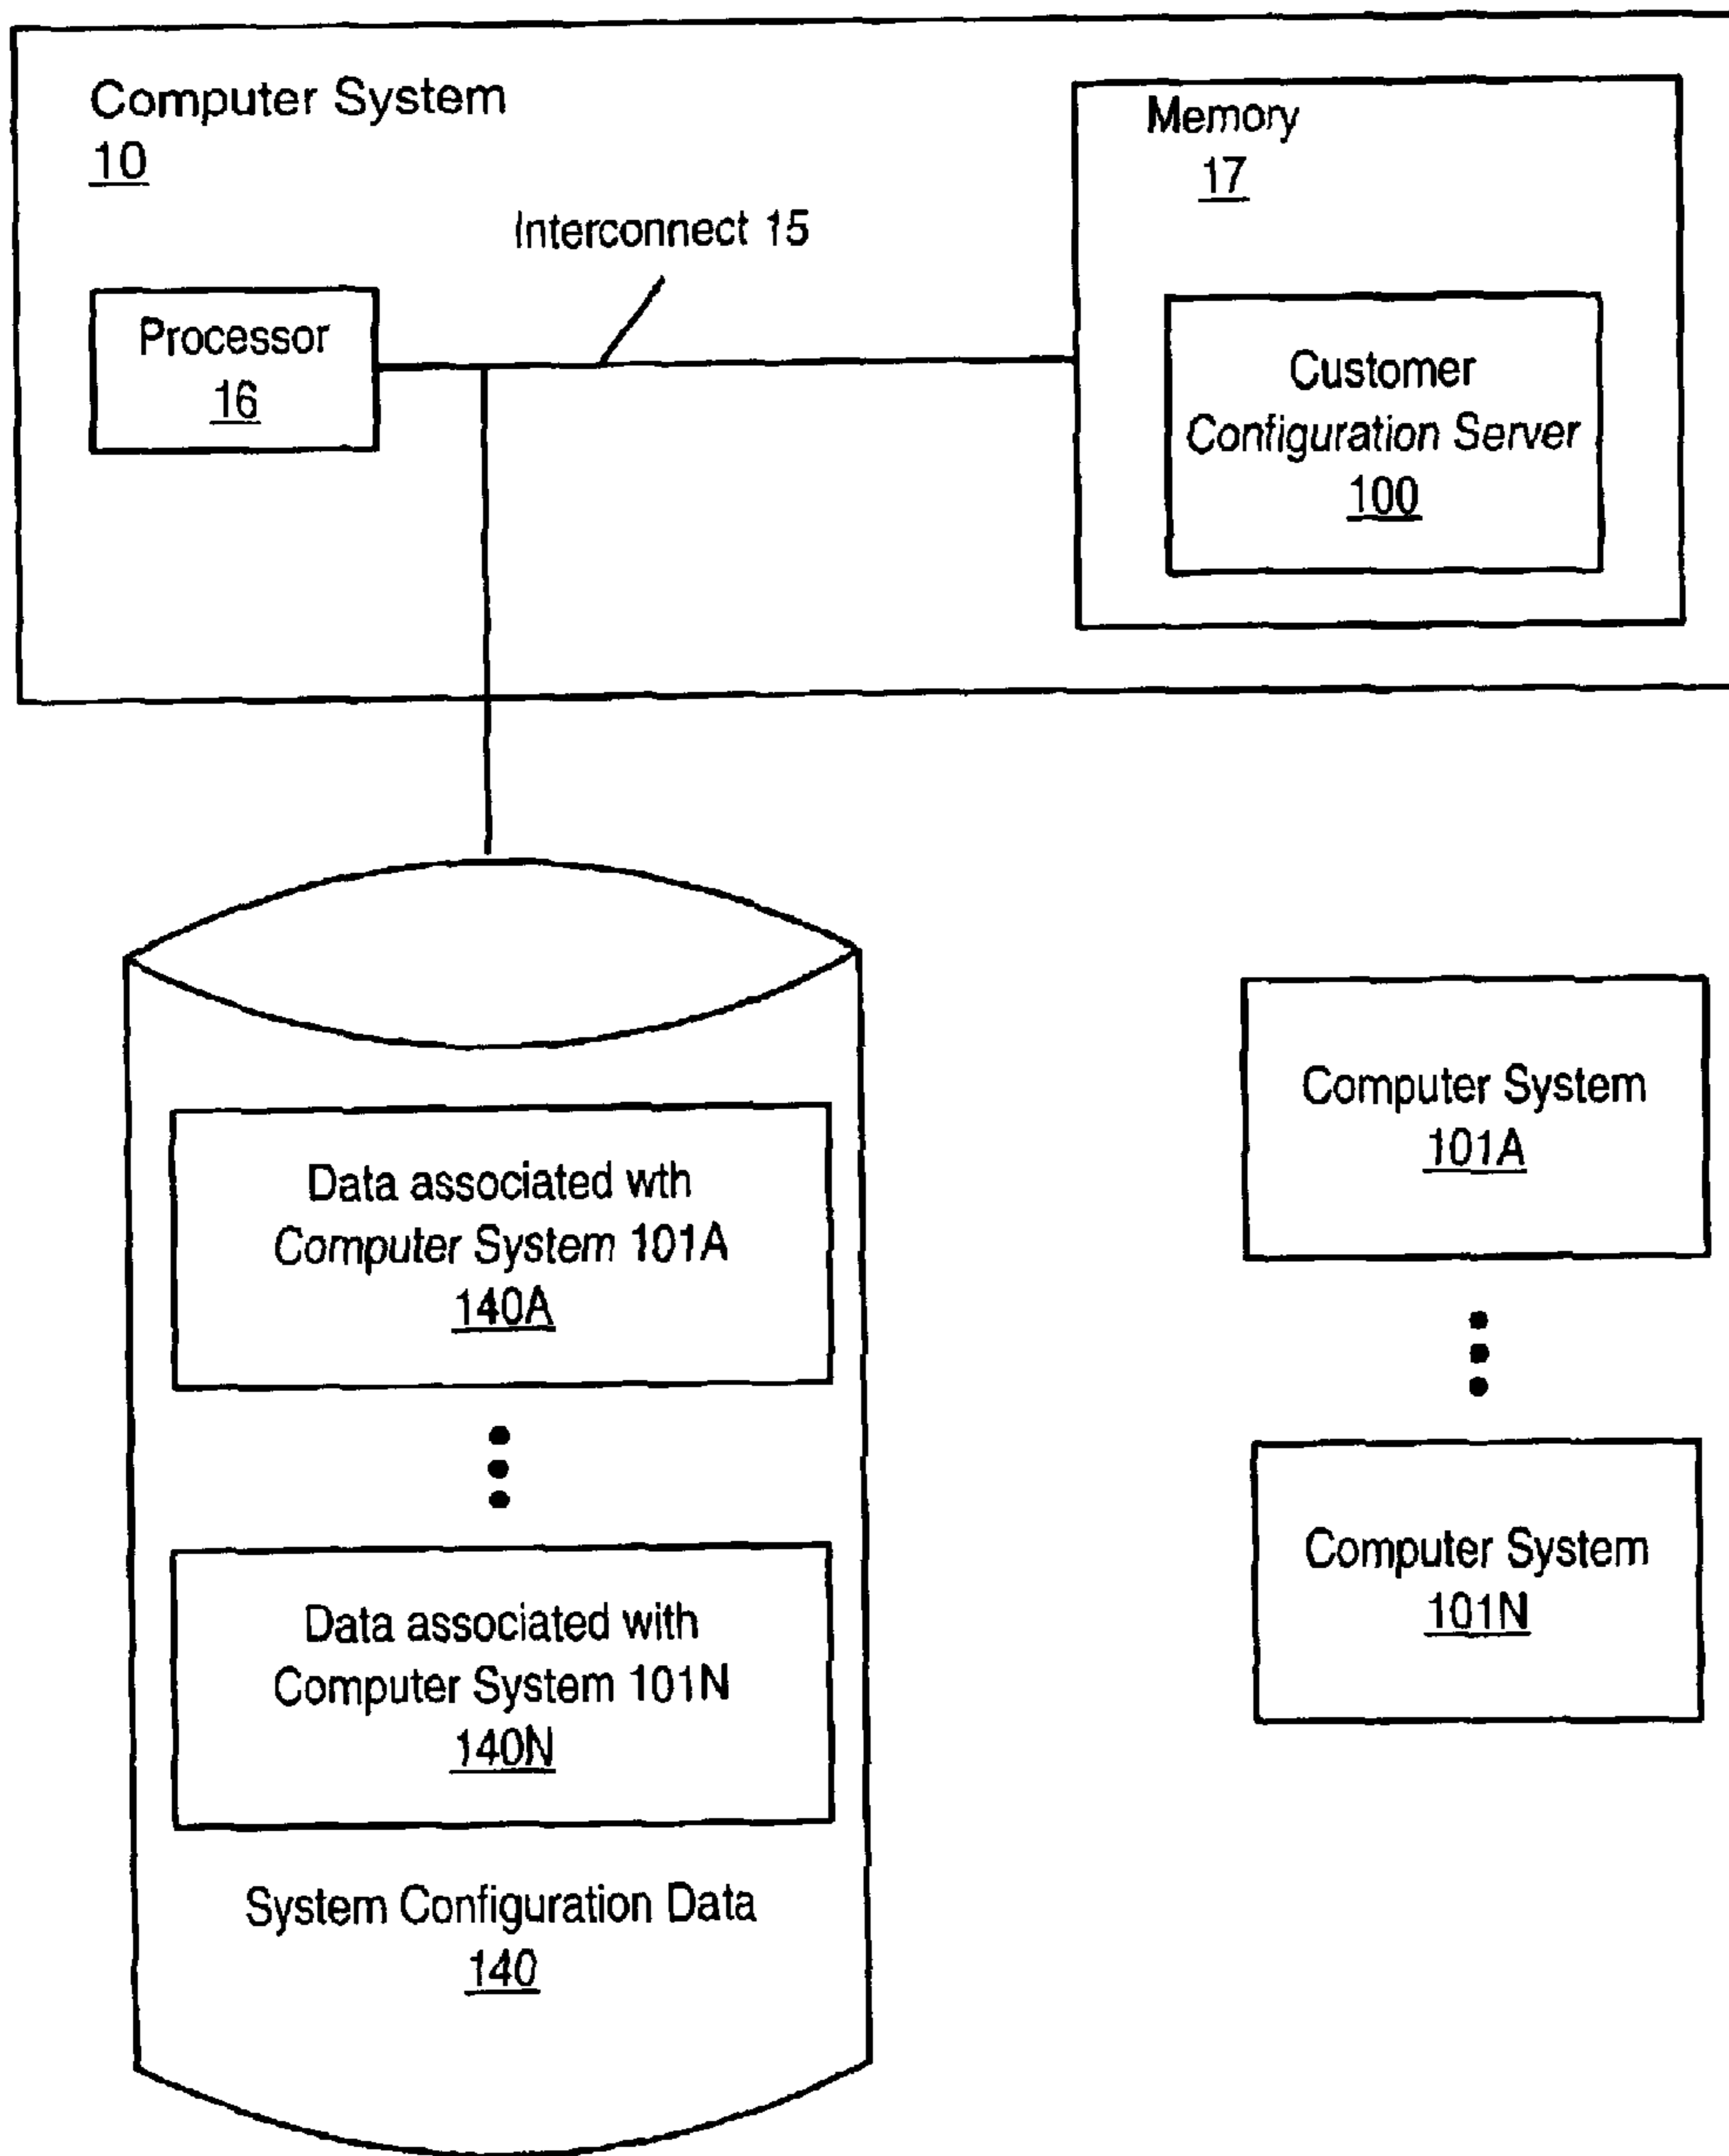 Computer System
10
Memory
17
Interconnect 15
Processor
16
Customer
Configuration Server
100
Data associated wth
Computer System 101A
140A
Data associated with
Computer System 101N
140N
System Configuration Data
140
Computer System
101A
Computer System
101N